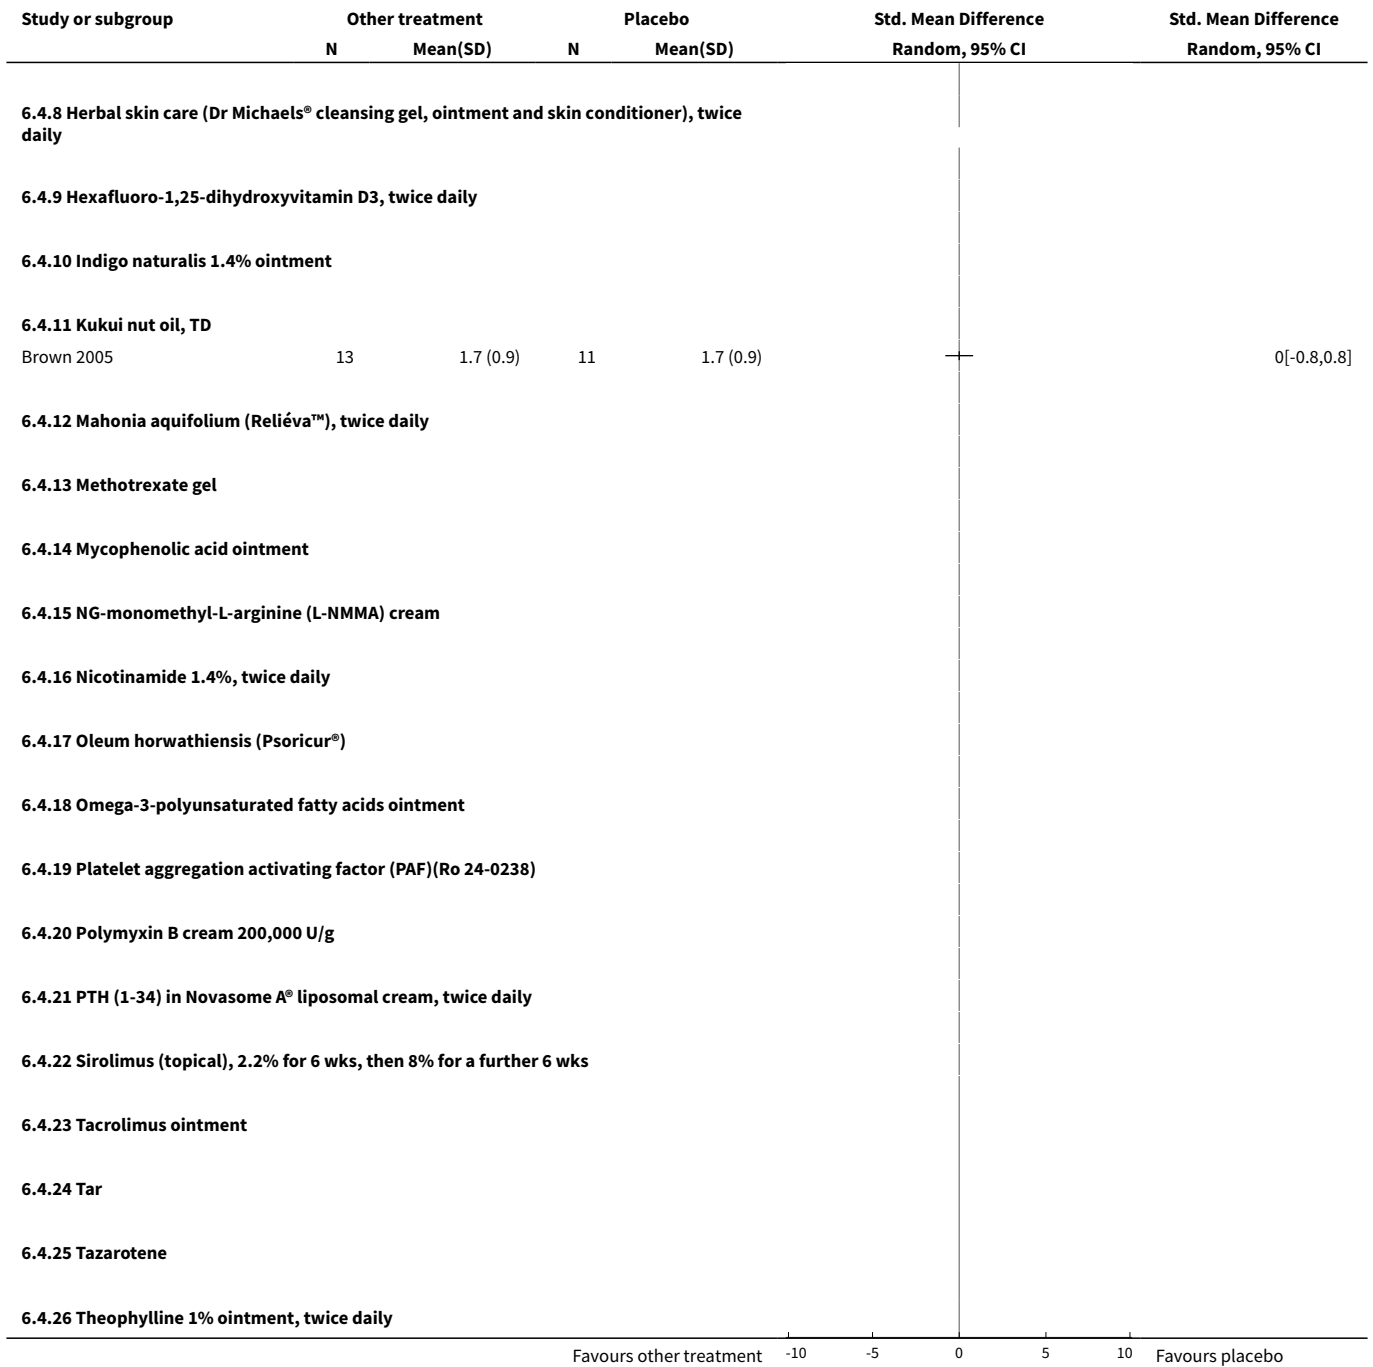 Study or subgroup Other treatment Placebo Std. Mean Difference Std. Mean Difference
N Mean(SD) N Mean(SD) Random, 95% CI Random, 95% CI
6.4.8 Herbal skin care (Dr Michaels® cleansing gel, ointment and skin conditioner), twice
daily
6.4.9 Hexafluoro-1,25-dihydroxyvitamin D3, twice daily
6.4.10 Indigo naturalis 1.4% ointment
6.4.11 Kukui nut oil, TD
Brown 2005 13 1.7 (0.9) 11 1.7 (0.9) 0[-0.8,0.8]
6.4.12 Mahonia aquifolium (Reliéva™), twice daily
6.4.13 Methotrexate gel
6.4.14 Mycophenolic acid ointment
6.4.15 NG-monomethyl-L-arginine (L-NMMA) cream
6.4.16 Nicotinamide 1.4%, twice daily
6.4.17 Oleum horwathiensis (Psoricur®)
6.4.18 Omega-3-polyunsaturated fatty acids ointment
6.4.19 Platelet aggregation activating factor (PAF)(Ro 24-0238)
6.4.20 Polymyxin B cream 200,000 U/g
6.4.21 PTH (1-34) in Novasome A® liposomal cream, twice daily
6.4.22 Sirolimus (topical), 2.2% for 6 wks, then 8% for a further 6 wks
6.4.23 Tacrolimus ointment
6.4.24 Tar
6.4.25 Tazarotene
6.4.26 Theophylline 1% ointment, twice daily
Favours other treatment -10 -5 0 5 10 Favours placebo